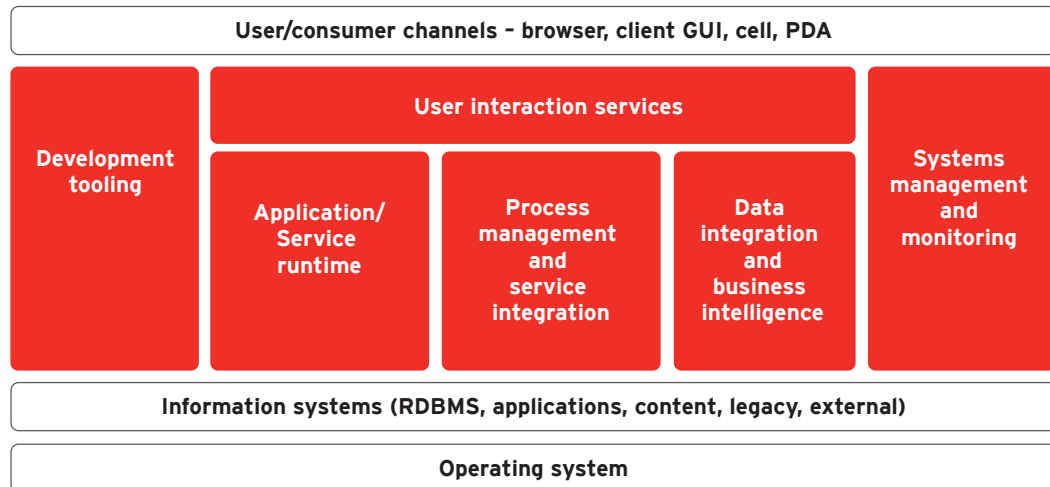 User/consumer channels – browser, client GUI, cell, PDA
User interaction services
Development
tooling
Application/
Service
runtime
Process
management
and
service
integration
Data
integration
and
business
intelligence
Systems
management
and
monitoring
Information systems (RDBMS, applications, content, legacy, external)
Operating system